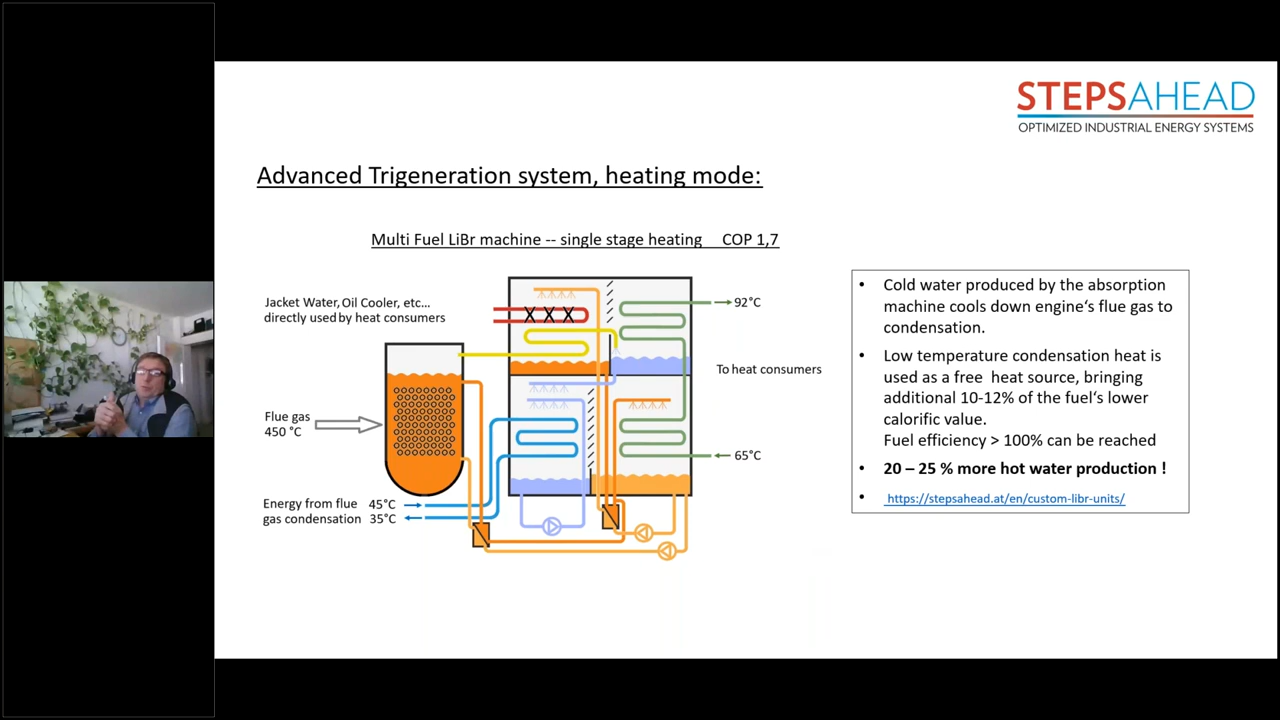 STEPSAHEAD
OPTIMIZED INDUSTRIAL ENERGY SYSTEMS
Advanced Trigeneration system, heating mode:
Multi Fuel LiBr machine -- single stage heating COP 1,7
Jacket Water, Oil Cooler, etc...
directly used by heat consumers
92°C
To heat consumers
Flue gas
450 °C
65°C
Energy from flue 45°C
gas condensation 35°C
• Cold water produced by the absorption
machine cools down engine‘s flue gas to
condensation.
• Low temperature condensation heat is
used as a free heat source, bringing
additional 10-12% of the fuel‘s lower
calorific value.
Fuel efficiency > 100% can be reached
• 20 – 25 % more hot water production !
• https://stepsahead.at/en/custom-libr-units/